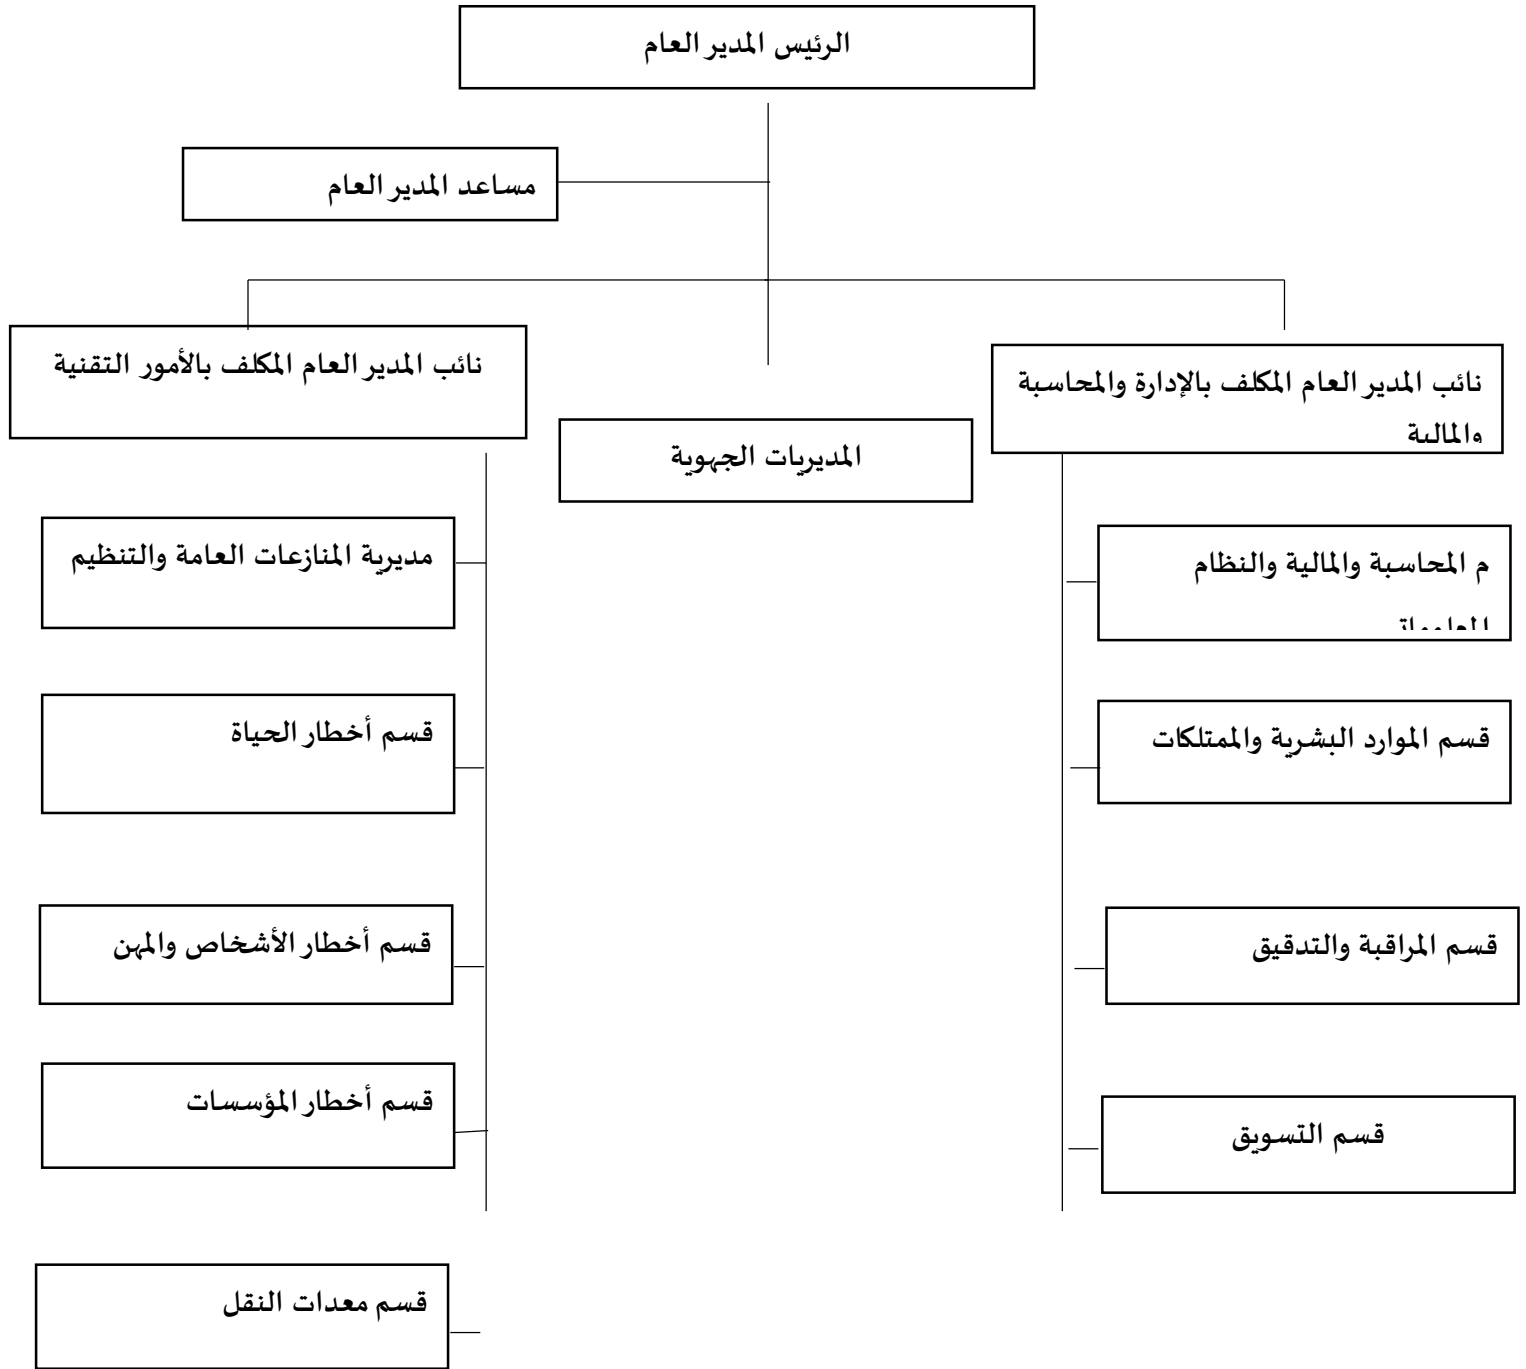 الرئيس المدير العام
مساعد المدير العام
نائب المدير العام المكلف بالإدارة والمحاسبة
والمالية
المديريات الجهوية
نائب المدير العام المكلف بالأمور التقنية
م المحاسبة والمالية والنظام
قسم الموارد البشرية والممتلكات
قسم المراقبة والتدقيق
قسم التسويق
مديرية المنازعات العامة والتنظيم
قسم أخطار الحياة
قسم أخطار الأشخاص والمهن
قسم أخطار المؤسسات
قسم معدات النقل